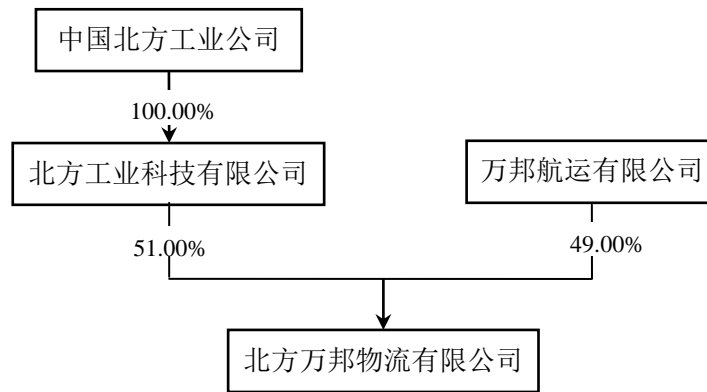 中国北方工业公司
100.00%
北方工业科技有限公司
万邦航运有限公司
51.00%
49.00%
北方万邦物流有限公司